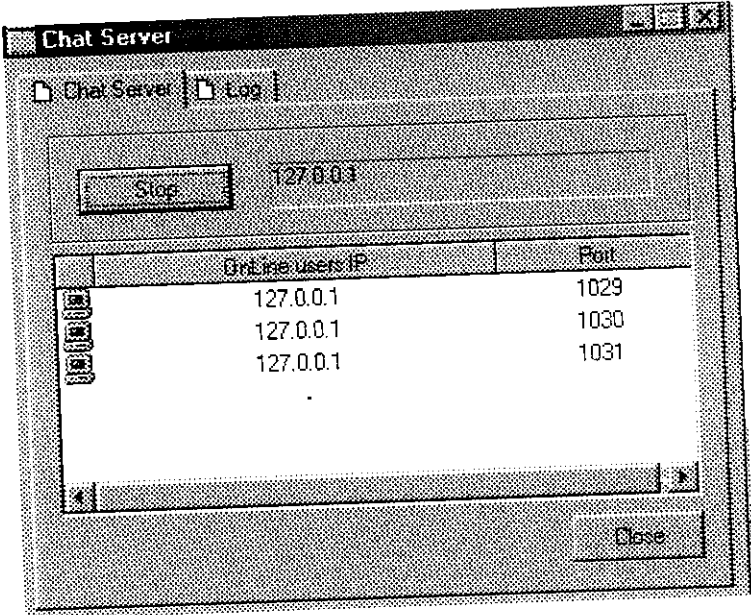 Chat Server
Chat Server Log
Stop 127.0.0.1
OnLine users IP Port
127.0.0.1 1029
127.0.0.1 1030
127.0.0.1 1031
Close